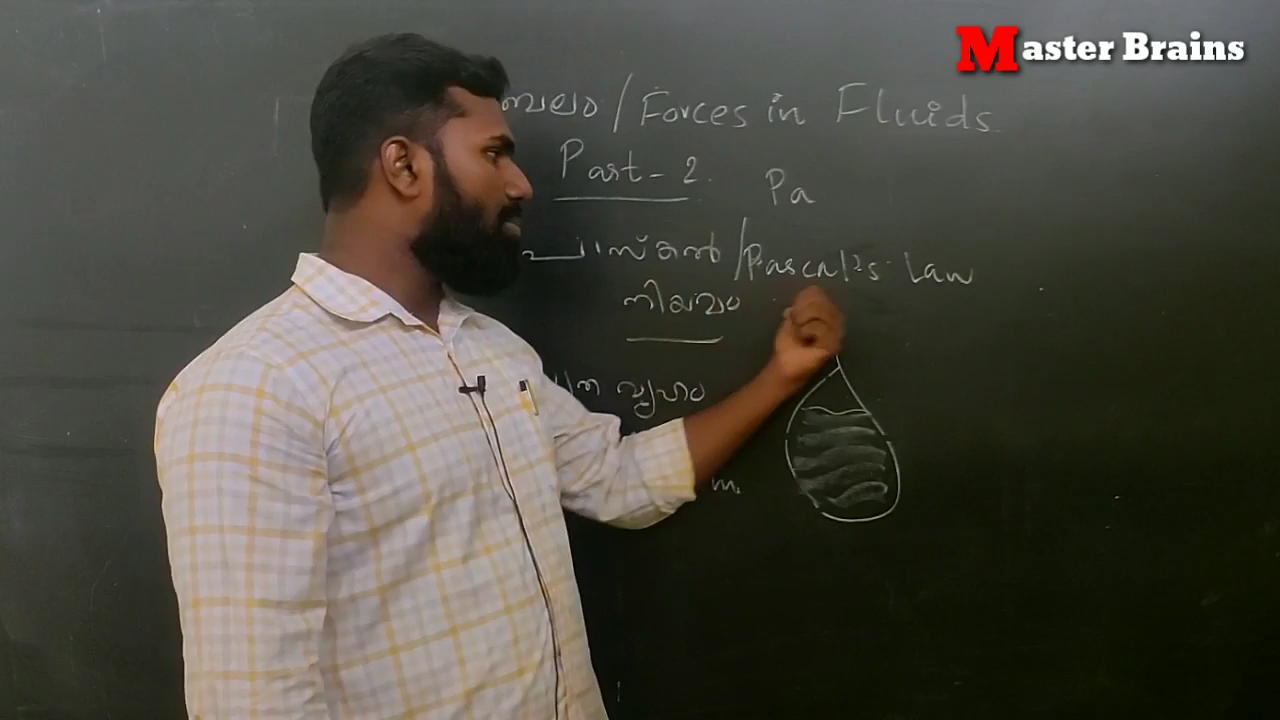 Master Brains
ബലം / Forces in Fluids
Part - 2
Pa
പാസ്കൽ / Pascal's Law
നിയമം
വ്യൂഹം
m.